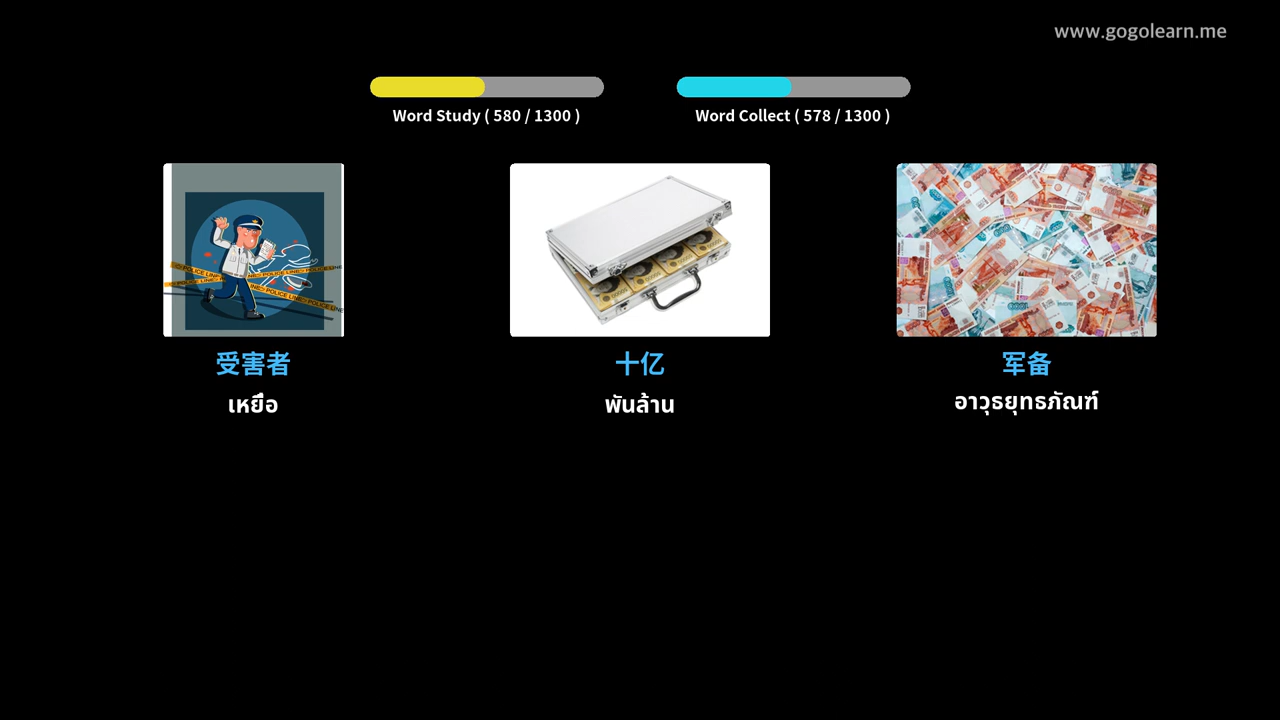 www.gogolearn.me
Word Study ( 580 / 1300 )
Word Collect ( 578 / 1300 )
受害者
十亿
军备
เหยื่อ
พันล้าน
อาวุธยุทธภัณฑ์